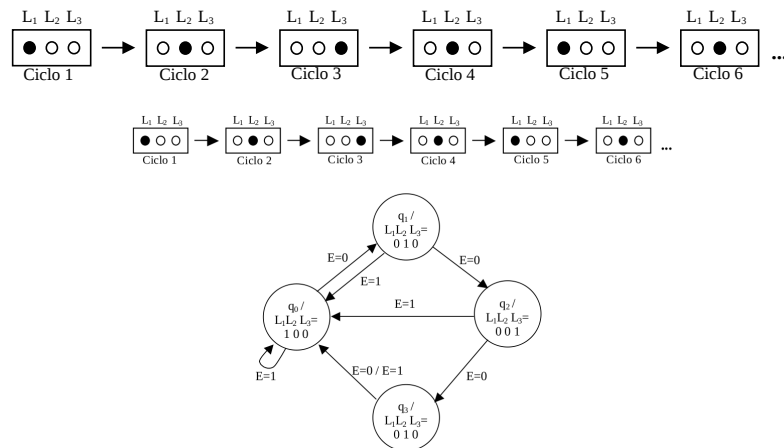 L₁ L₂ L₃ L₁ L₂ L₃ L₁ L₂ L₃ L₁ L₂ L₃ L₁ L₂ L₃ L₁ L₂ L₃
...
Ciclo 1 Ciclo 2 Ciclo 3 Ciclo 4 Ciclo 5 Ciclo 6
L₁ L₂ L₃ L₁ L₂ L₃ L₁ L₂ L₃ L₁ L₂ L₃ L₁ L₂ L₃ L₁ L₂ L₃
...
Ciclo 1 Ciclo 2 Ciclo 3 Ciclo 4 Ciclo 5 Ciclo 6
q₁ /
L₁L₂ L₃=
0 1 0
E=0
E=1
E=0
q₀ /
L₁L₂ L₃=
1 0 0
E=1
q₂ /
L₁L₂ L₃=
0 0 1
E=1
E=0 / E=1
E=0
q₃ /
L₁L₂ L₃=
0 1 0